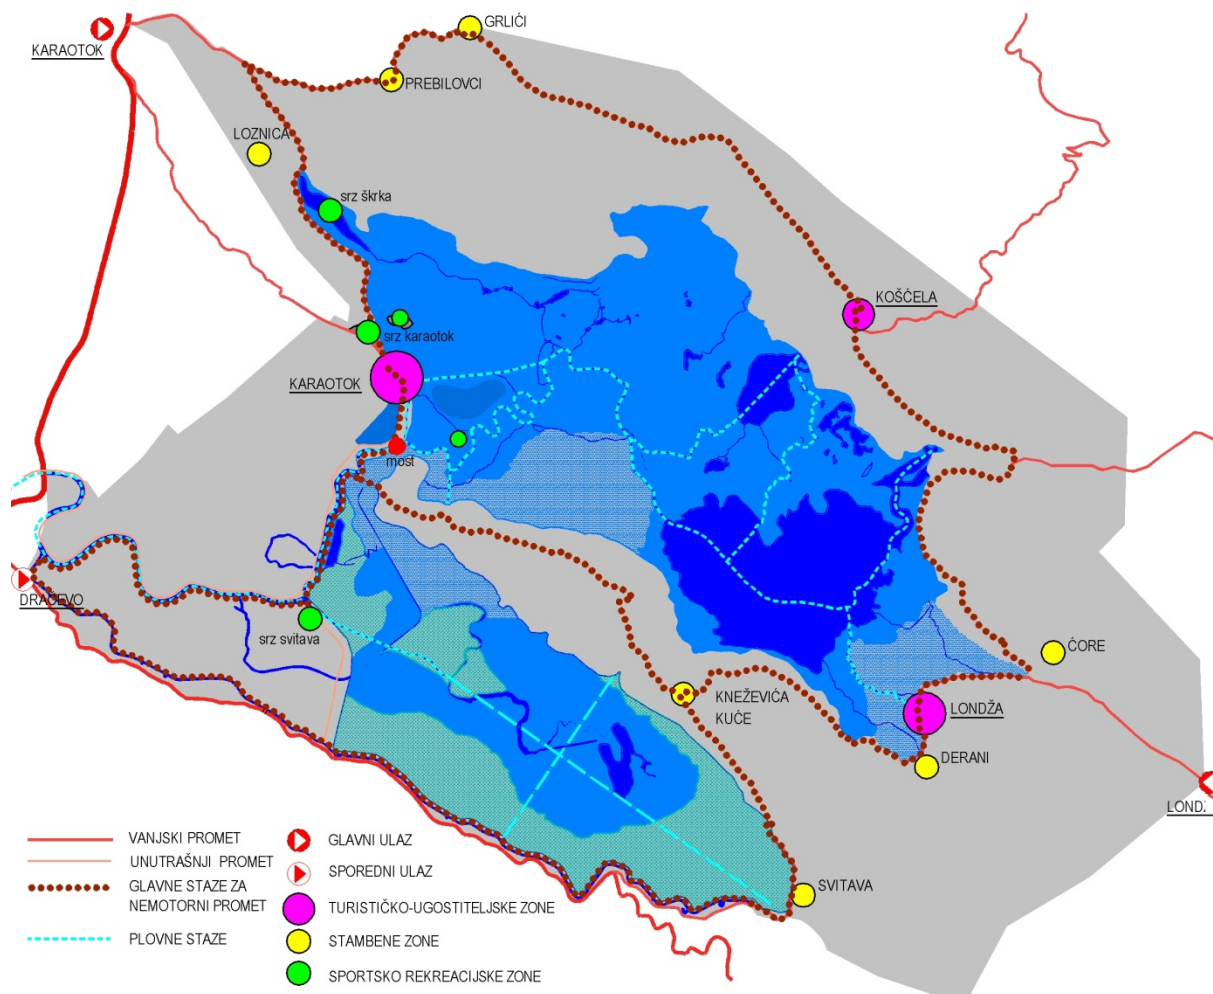 GRLIĆI
KARAOTOK
PREBILOVCI
LOZNICA
srz škrka
KOŠĆELA
srz karaotok
KARAOTOK
most
DRAČEVO
srz svitava
ĆORE
KNEŽEVIĆA
KUĆE
LONDŽA
DERANI
LONDŽ
SVITAVA
VANJSKI PROMET
UNUTRAŠNJI PROMET
GLAVNE STAZE ZA
NEMOTORNI PROMET
PLOVNE STAZE
GLAVNI ULAZ
SPOREDNI ULAZ
TURISTIČKO-UGOSTITELJSKE ZONE
STAMBENE ZONE
SPORTSKO REKREACIJSKE ZONE